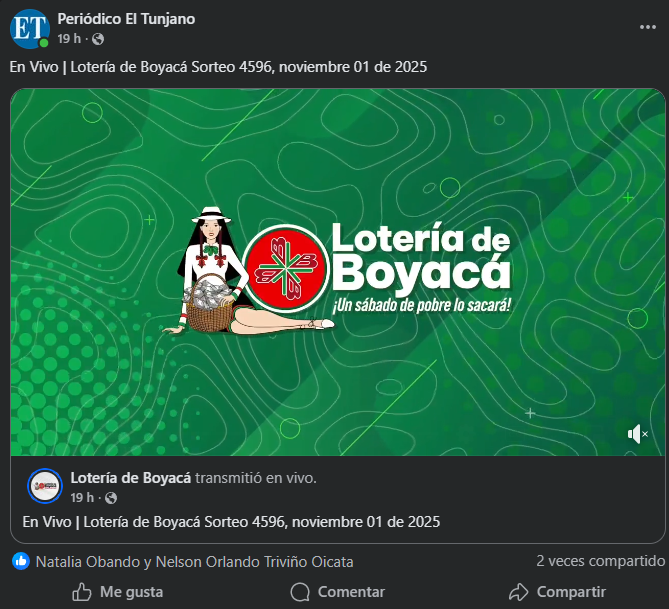 ET
Periódico El Tunjano
19 h ·
En Vivo | Lotería de Boyacá Sorteo 4596, noviembre 01 de 2025
Lotería de
Boyacá
¡Un sábado de pobre lo sacará!
Lotería de Boyacá transmitió en vivo.
19 h ·
En Vivo | Lotería de Boyacá Sorteo 4596, noviembre 01 de 2025
Natalia Obando y Nelson Orlando Triviño Oicata
2 veces compartido
Me gusta
Comentar
Compartir